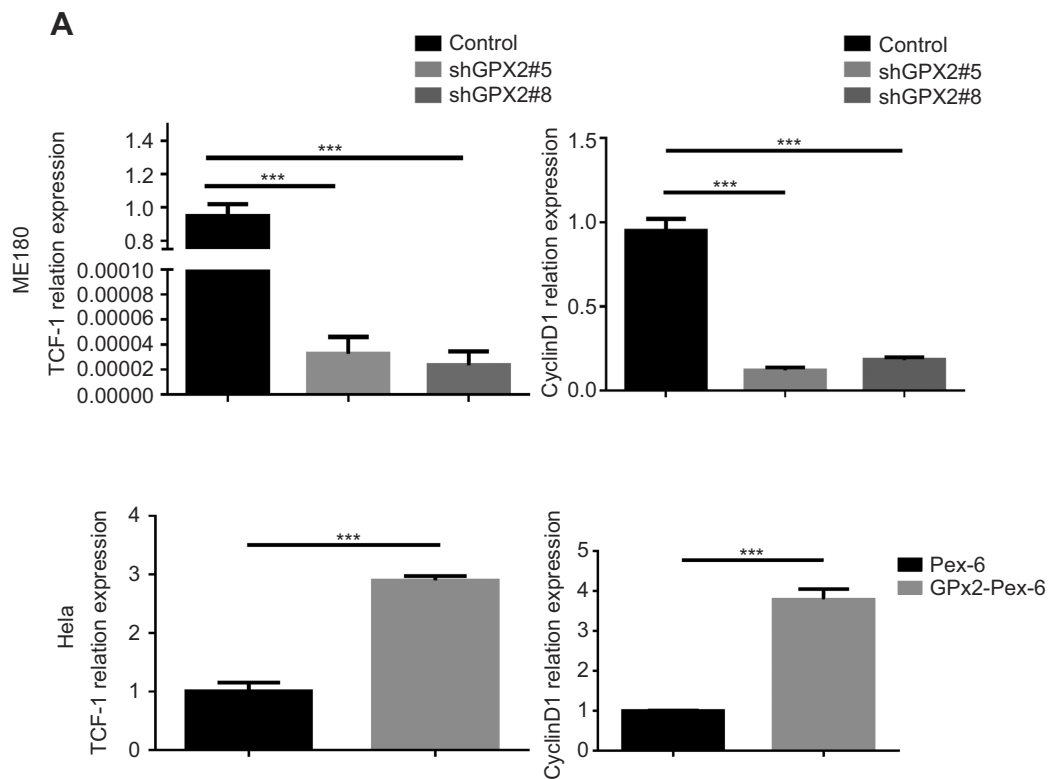 A
Control
shGPX2#5
shGPX2#8
Control
shGPX2#5
shGPX2#8
ME180
TCF-1 relation expression
1.4
1.2
1.0
0.8
0.00010
0.00008
0.00006
0.00004
0.00002
0.00000
***
***
CyclinD1 relation expression
1.5
1.0
0.5
0.0
***
***
Hela
TCF-1 relation expression
4
3
2
1
0
***
CyclinD1 relation expression
5
4
3
2
1
0
***
Pex-6
GPx2-Pex-6